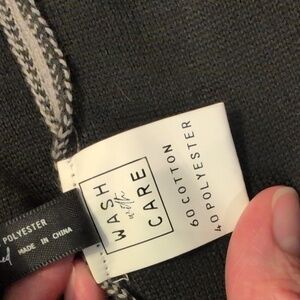 WASH
with
CARE
60 COTTON
40 POLYESTER
POLYESTER
MADE IN CHINA